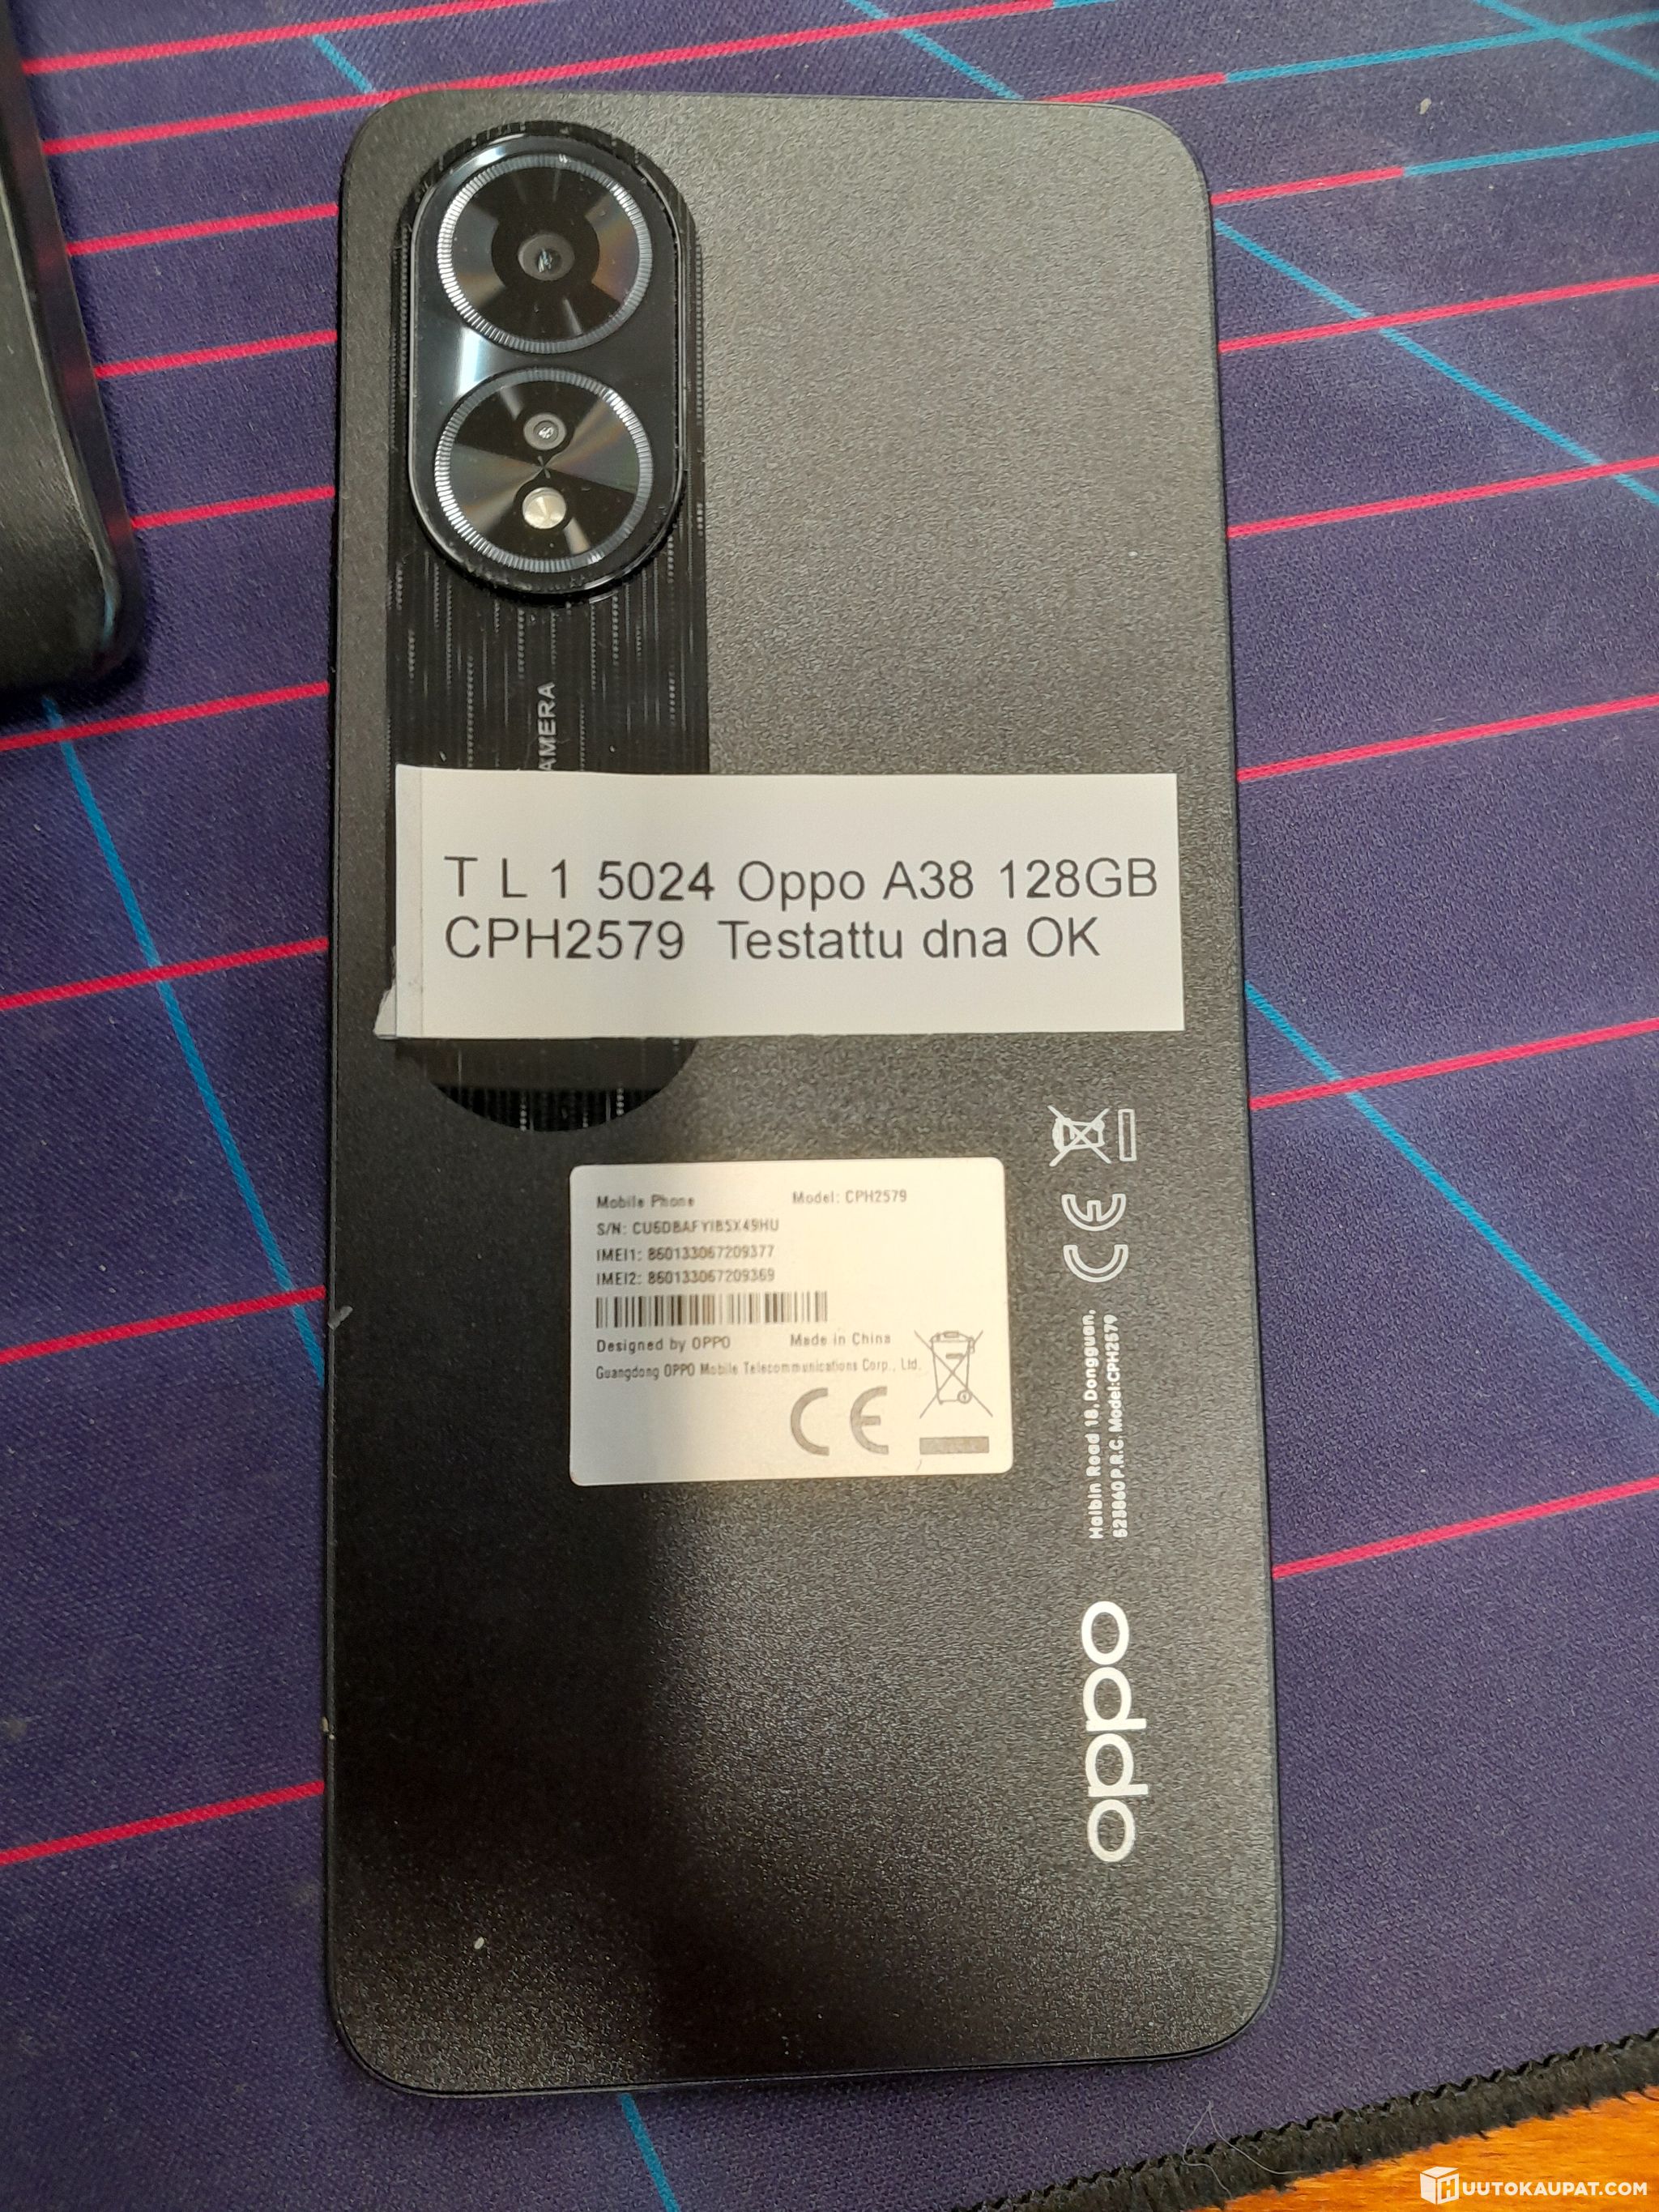 AMERA
T L 1 5024 Oppo A38 128GB
CPH2579 Testattu dna OK
Mobile Phone Model: CPH2579
S/N: CU6DBAFYIB5X49HU
IMEI1: 860133067209377
IMEI2: 860133067209369
Designed by OPPO Made in China
Guangdong OPPO Mobile Telecommunications Corp., Ltd.
CE
CE
Haibin Road 18, Dongguan,
523860 P.R.C. Model:CPH2579
oppo
HUUTOKAUPAT.COM